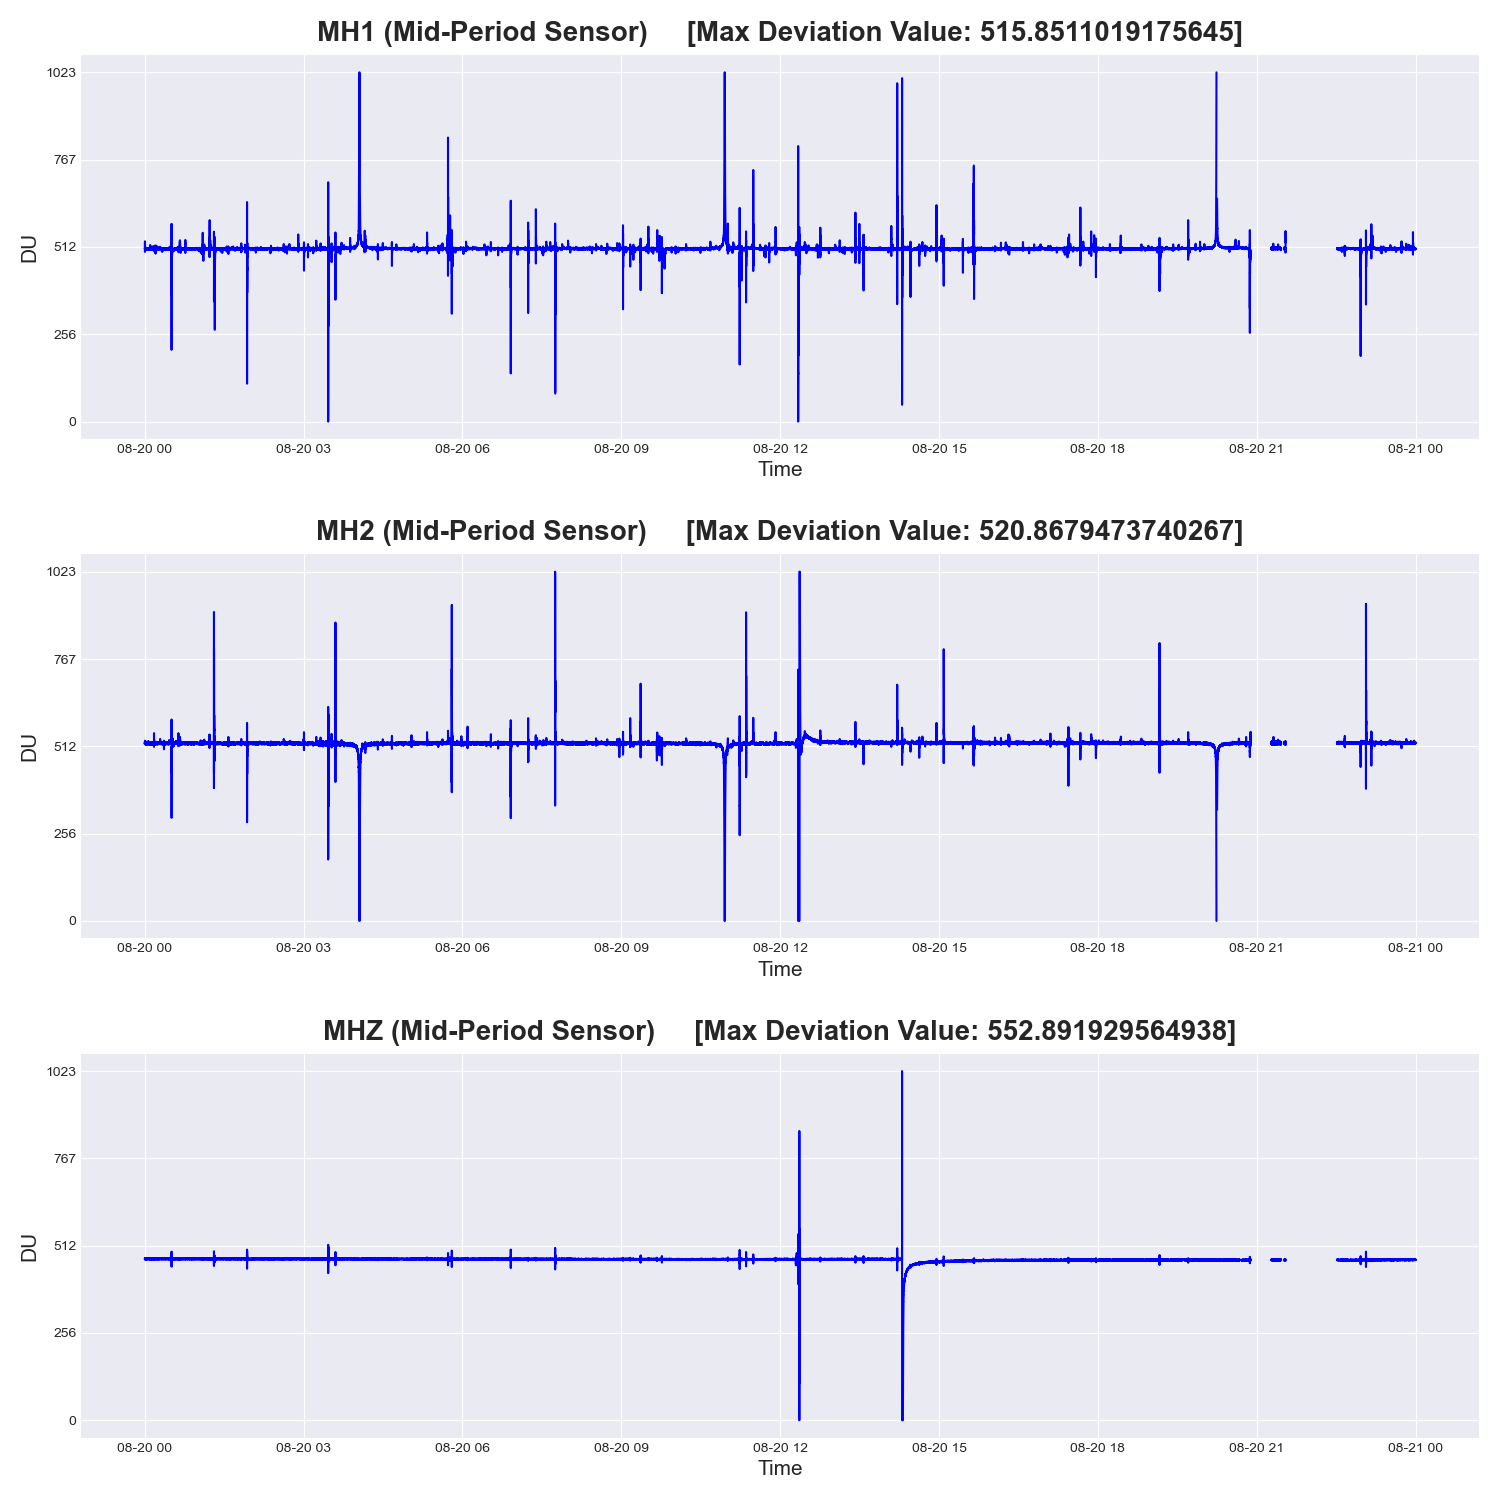 MH1 (Mid-Period Sensor) [Max Deviation Value: 515.8511019175645]
1023
767
512
256
0
DU
08-20 00 08-20 03 08-20 06 08-20 09 08-20 12 08-20 15 08-20 18 08-20 21 08-21 00
Time
MH2 (Mid-Period Sensor) [Max Deviation Value: 520.8679473740267]
1023
767
512
256
0
DU
08-20 00 08-20 03 08-20 06 08-20 09 08-20 12 08-20 15 08-20 18 08-20 21 08-21 00
Time
MHZ (Mid-Period Sensor) [Max Deviation Value: 552.891929564938]
1023
767
512
256
0
DU
08-20 00 08-20 03 08-20 06 08-20 09 08-20 12 08-20 15 08-20 18 08-20 21 08-21 00
Time